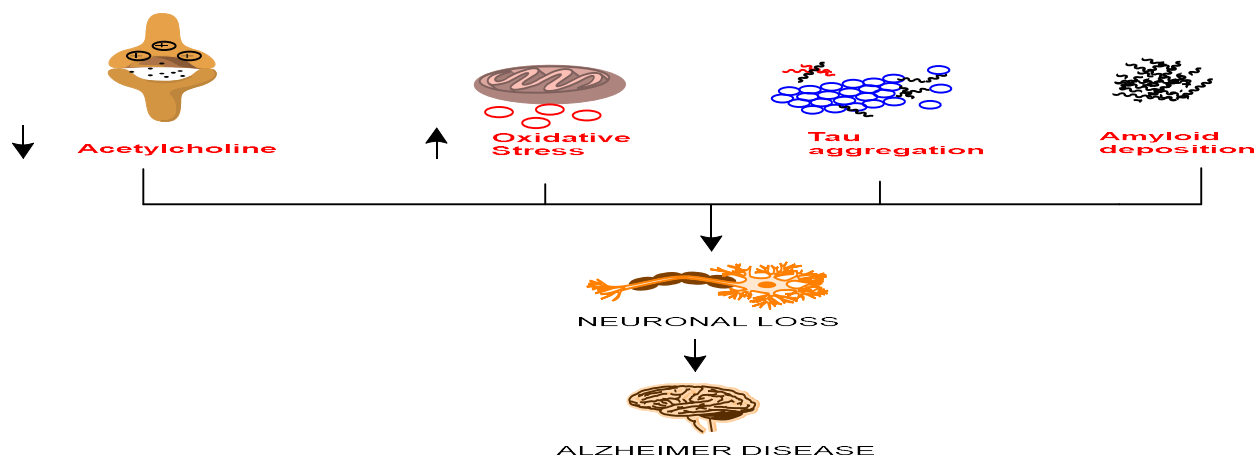 Acetylcholine
Oxidative
Stress
Tau
aggregation
Amyloid
deposition
NEURONAL LOSS
ALZHEIMER DISEASE